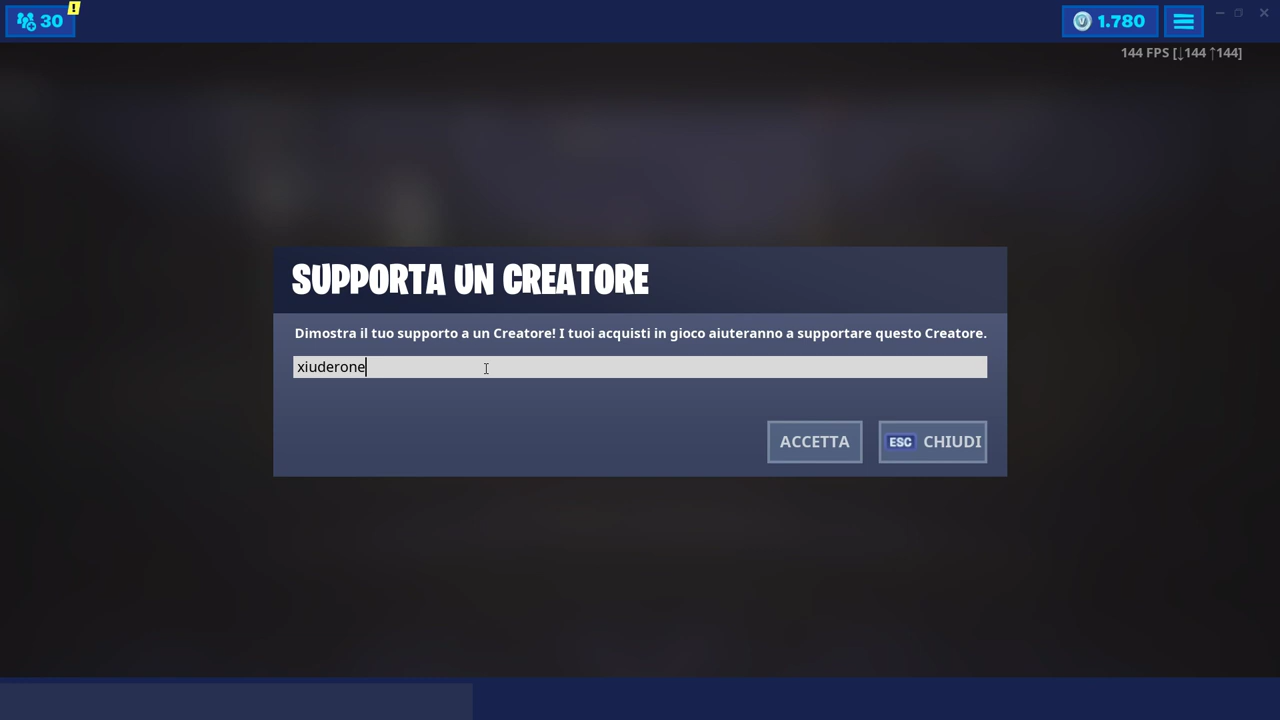 30
!
1.780
144 FPS [↓144 ↑144]
SUPPORTA UN CREATORE
Dimostra il tuo supporto a un Creatore! I tuoi acquisti in gioco aiuteranno a supportare questo Creatore.
xiuderone
ACCETTA
ESC CHIUDI